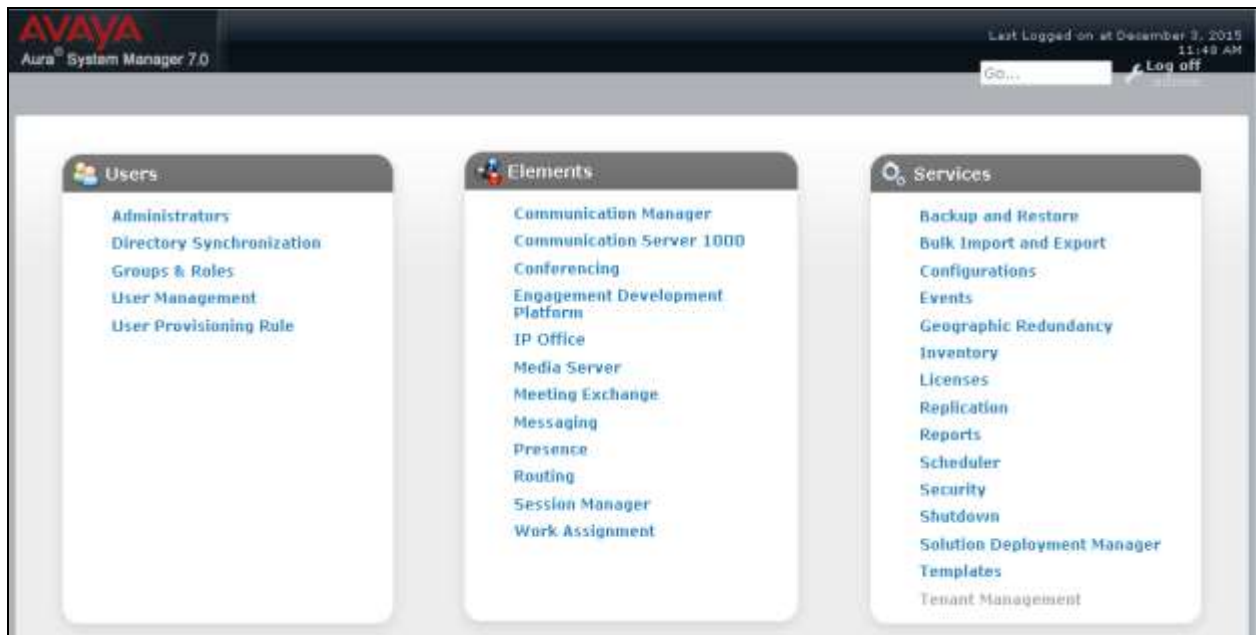 AVAYA
Aura® System Manager 7.0
Last Logged on at December 3, 2015
11:48 AM
Go...
Log off
Users
Administrators
Directory Synchronization
Groups & Roles
User Management
User Provisioning Rule
Elements
Communication Manager
Communication Server 1000
Conferencing
Engagement Development
Platform
IP Office
Media Server
Meeting Exchange
Messaging
Presence
Routing
Session Manager
Work Assignment
Services
Backup and Restore
Bulk Import and Export
Configurations
Events
Geographic Redundancy
Inventory
Licenses
Replication
Reports
Scheduler
Security
Shutdown
Solution Deployment Manager
Templates
Tenant Management